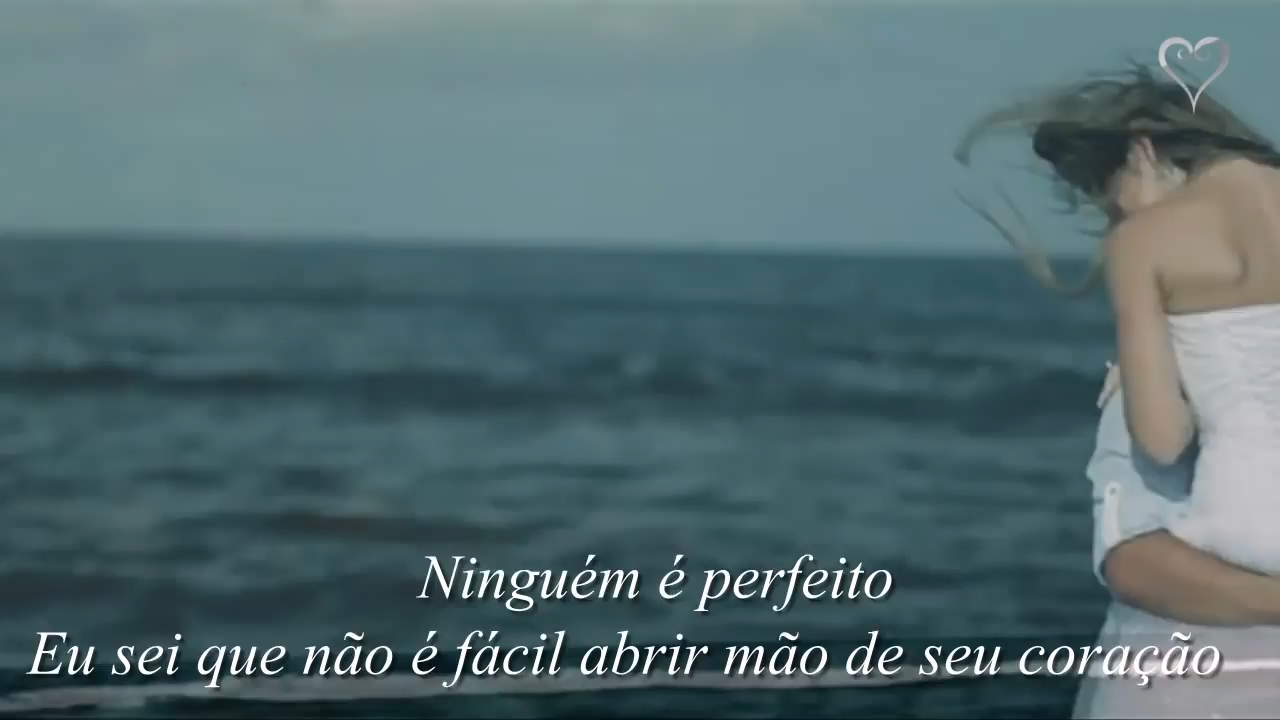 Ninguém é perfeito
Eu sei que não é fácil abrir mão de seu coração